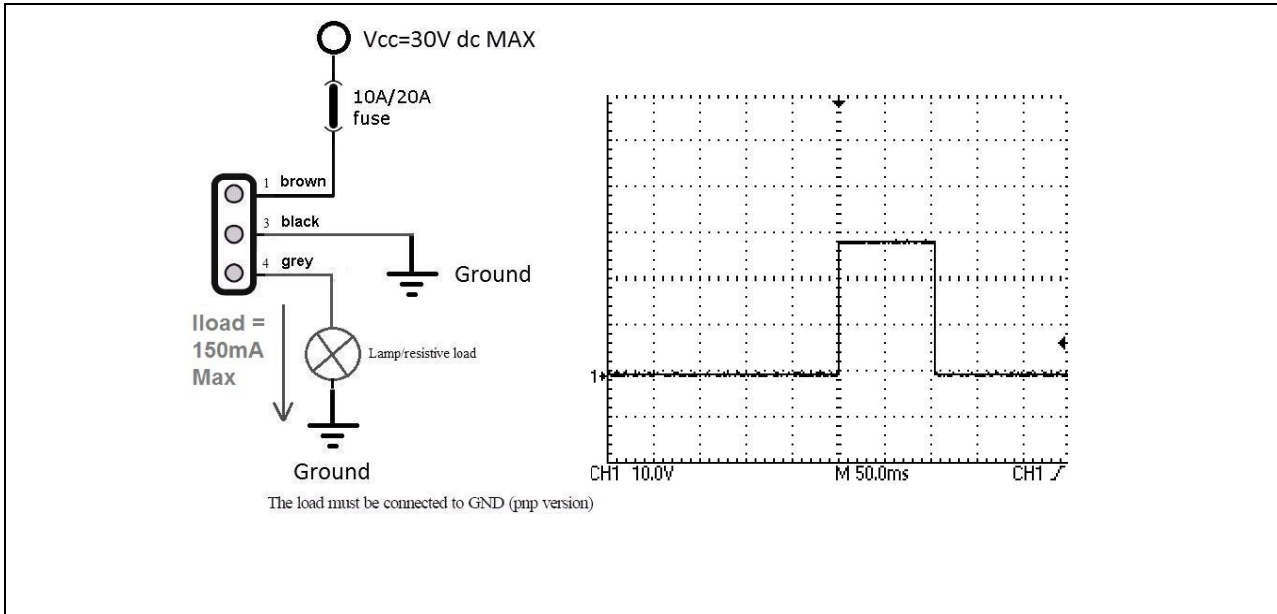 Vcc=30V dc MAX
10A/20A
fuse
1 brown
3 black
4 grey
Ground
Iload =
150mA
Max
Lamp/resistive load
Ground
The load must be connected to GND (pnp version)
1
CH1 10.0V M 50.0ms CH1